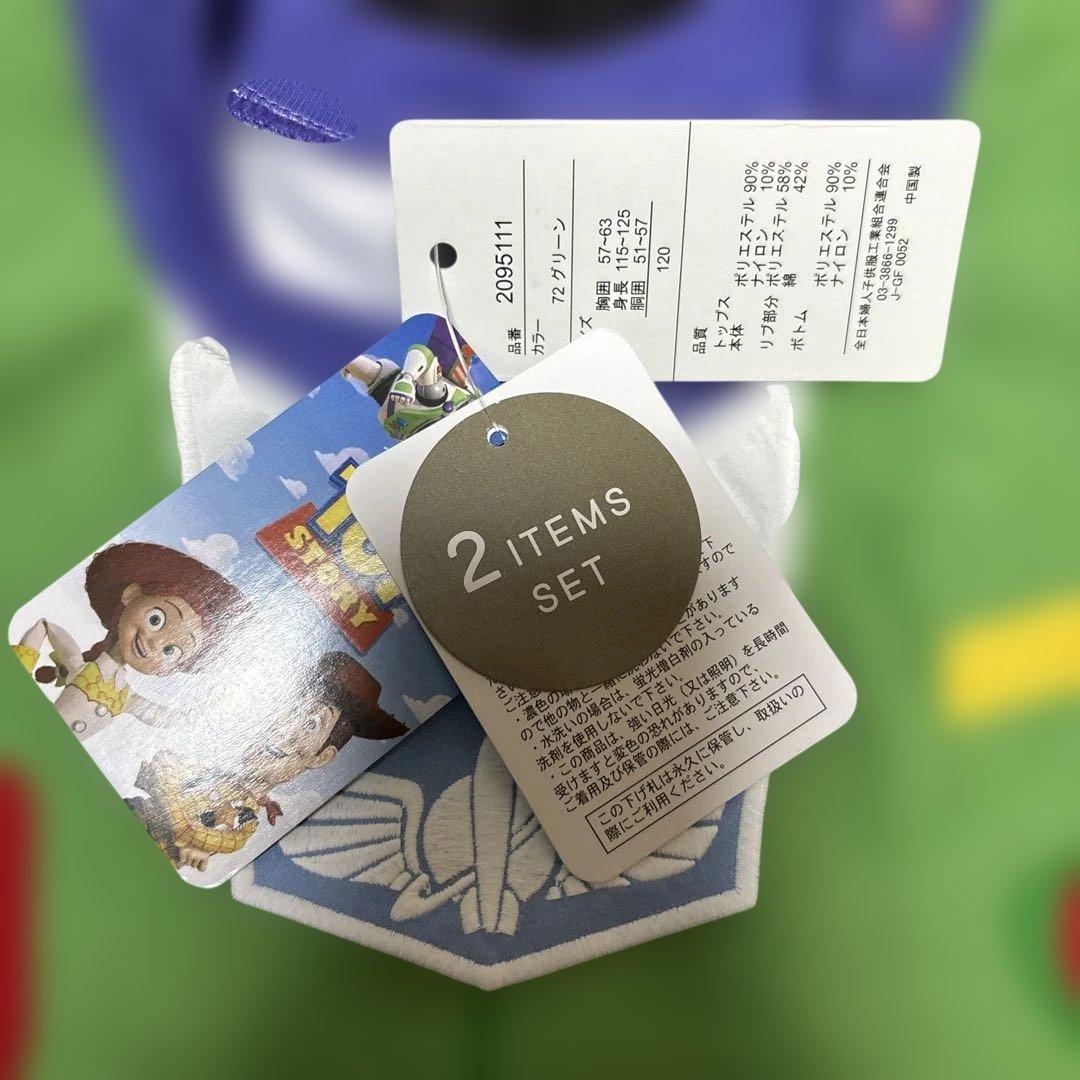 品番
2095111
カラー
72 グリーン
胸囲 57~63
身長 115~125
胴囲 51~57
120
品質
トップス
本体 ポリエステル 90%
ナイロン 10%
リブ部分 ポリエステル 58%
綿 42%
ボトム ポリエステル 90%
ナイロン 10%
全日本婦人子供服工業組合連合会
03-3866-1299
J-GF 0052
中国製
STORY
2 ITEMS
SET
・濃色の
ので他の物と
・水洗いの場合は、蛍光増白剤の入っている
洗剤を使用しないで下さい。
・この商品は、強い日光(又は照明)を長時間
受けますと変色の恐れがありますので、
ご着用及び保管の際には、ご注意下さい。
この下げ札は永久に保管し、取扱いの
際にご利用ください。